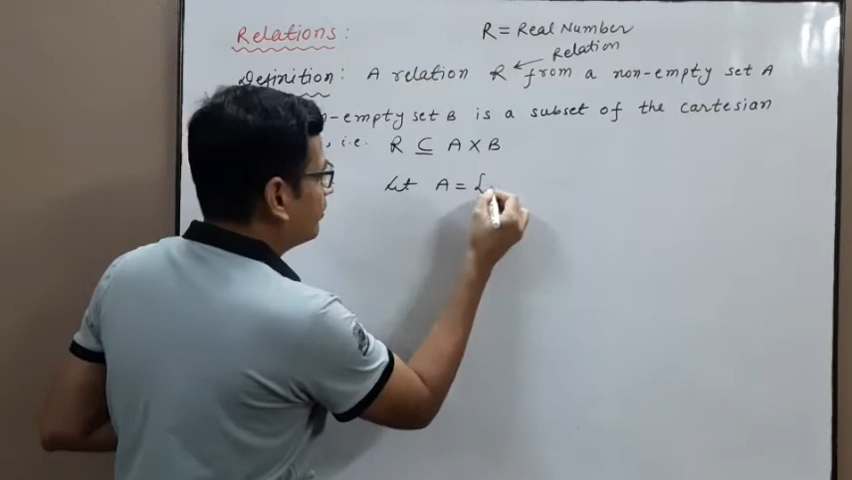 Relations :
R = Real Number
Relation
Definition : A relation R from a non-empty set A
n-empty set B is a subset of the cartesian
, i.e. R ⊆ A X B
Let A = {